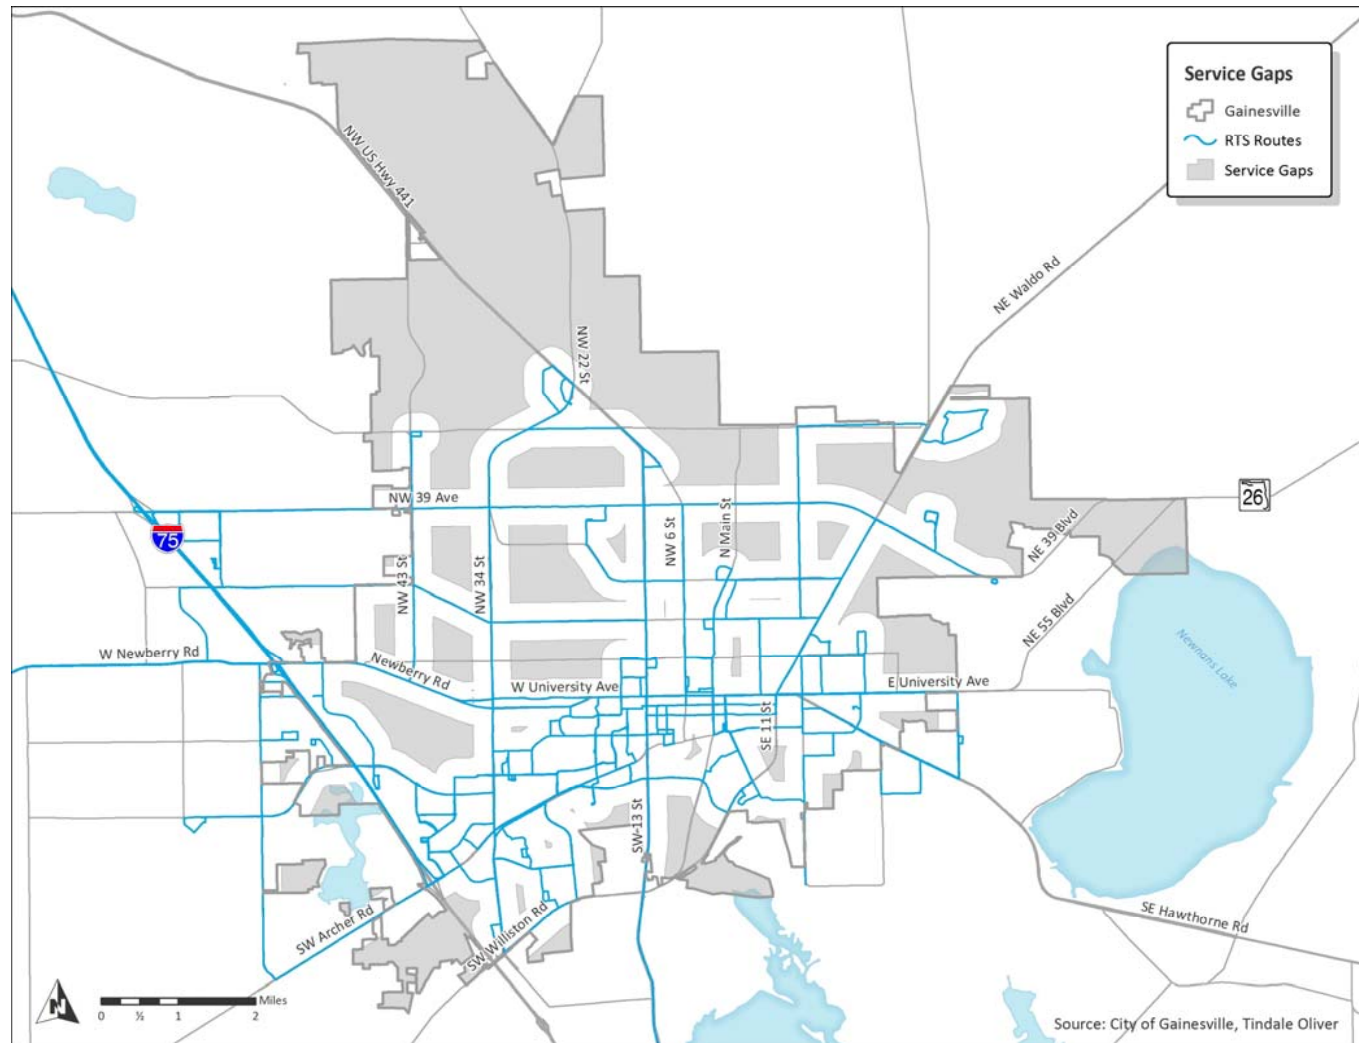 Service Gaps
Gainesville
RTS Routes
Service Gaps
NW US Hwy 441
NE Waldo Rd
NW 22 St
26
NW 39 Ave
75
NW 43 St
NW 34 St
NW 6 St
N Main St
NE 39 Blvd
NE 55 Blvd
Newnans Lake
W Newberry Rd
Newberry Rd
W University Ave
E University Ave
SE 11 St
SW 13 St
SW Archer Rd
SW Williston Rd
SE Hawthorne Rd
N
Miles
0 ½ 1 2
Source: City of Gainesville, Tindale Oliver